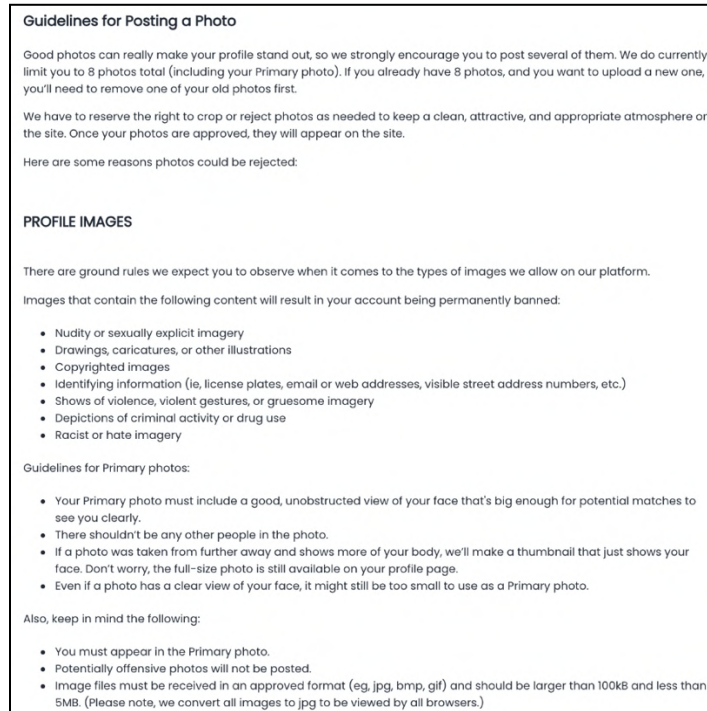 Guidelines for Posting a Photo
Good photos can really make your profile stand out, so we strongly encourage you to post several of them. We do currently
limit you to 8 photos total (including your Primary photo). If you already have 8 photos, and you want to upload a new one,
you'll need to remove one of your old photos first.
We have to reserve the right to crop or reject photos as needed to keep a clean, attractive, and appropriate atmosphere or
the site. Once your photos are approved, they will appear on the site.
Here are some reasons photos could be rejected:
PROFILE IMAGES
There are ground rules we expect you to observe when it comes to the types of images we allow on our platform.
Images that contain the following content will result in your account being permanently banned:
• Nudity or sexually explicit imagery
• Drawings, caricatures, or other illustrations
• Copyrighted images
• Identifying information (ie, license plates, email or web addresses, visible street address numbers, etc.)
• Shows of violence, violent gestures, or gruesome imagery
• Depictions of criminal activity or drug use
• Racist or hate imagery
Guidelines for Primary photos:
• Your Primary photo must include a good, unobstructed view of your face that's big enough for potential matches to
see you clearly.
• There shouldn't be any other people in the photo.
• If a photo was taken from further away and shows more of your body, we'll make a thumbnail that just shows your
face. Don't worry, the full-size photo is still available on your profile page.
• Even if a photo has a clear view of your face, it might still be too small to use as a Primary photo.
Also, keep in mind the following:
• You must appear in the Primary photo.
• Potentially offensive photos will not be posted.
• Image files must be received in an approved format (eg, jpg, bmp, gif) and should be larger than 100kB and less than
5MB. (Please note, we convert all images to jpg to be viewed by all browsers.)